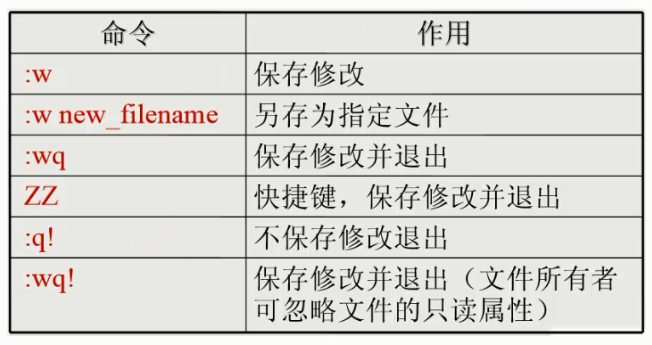 命令 作用
:w 保存修改
:w new_filename 另存为指定文件
:wq 保存修改并退出
ZZ 快捷键，保存修改并退出
:q! 不保存修改退出
:wq! 保存修改并退出（文件所有者
可忽略文件的只读属性）